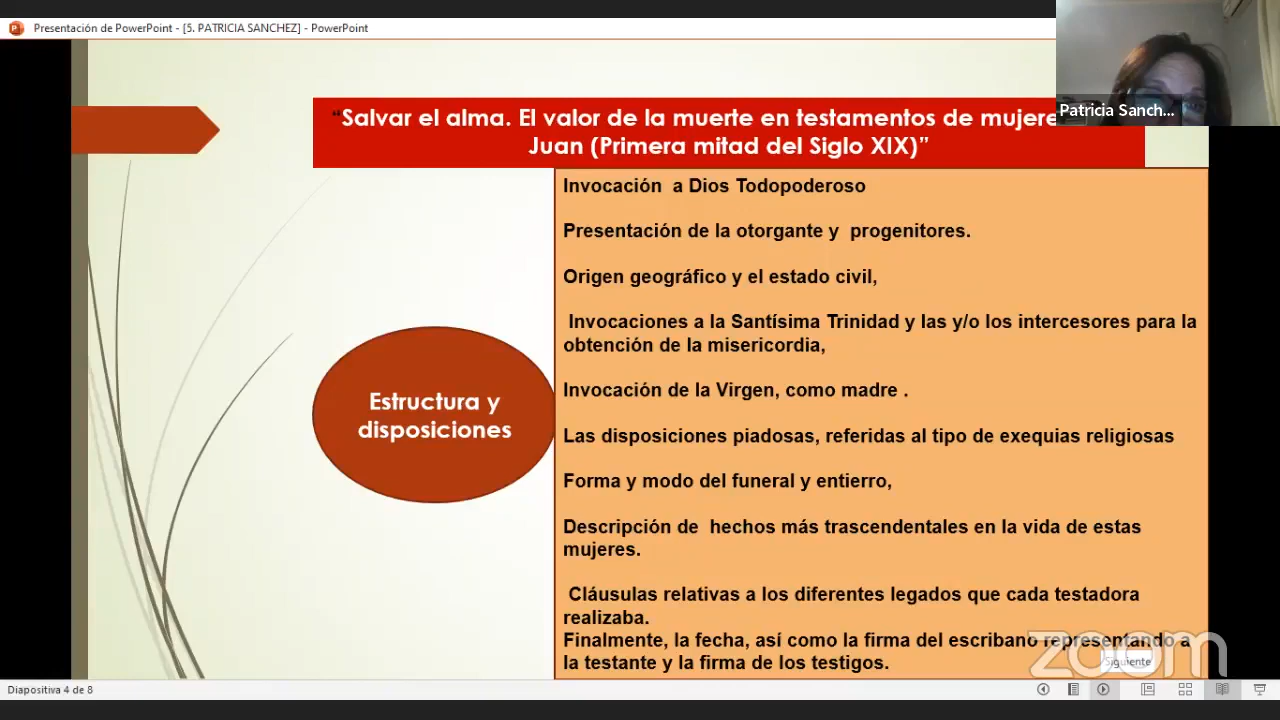 Presentación de PowerPoint - [5. PATRICIA SANCHEZ] - PowerPoint
Patricia Sanch...
“Salvar el alma. El valor de la muerte en testamentos de mujere
Juan (Primera mitad del Siglo XIX)”
Invocación a Dios Todopoderoso
Presentación de la otorgante y progenitores.
Origen geográfico y el estado civil,
Invocaciones a la Santísima Trinidad y las y/o los intercesores para la
obtención de la misericordia,
Invocación de la Virgen, como madre .
Estructura y
disposiciones
Las disposiciones piadosas, referidas al tipo de exequias religiosas
Forma y modo del funeral y entierro,
Descripción de hechos más trascendentales en la vida de estas
mujeres.
Cláusulas relativas a los diferentes legados que cada testadora
realizaba.
Finalmente, la fecha, así como la firma del escribano representando a
la testante y la firma de los testigos.
zoom
Siguiente
Diapositiva 4 de 8